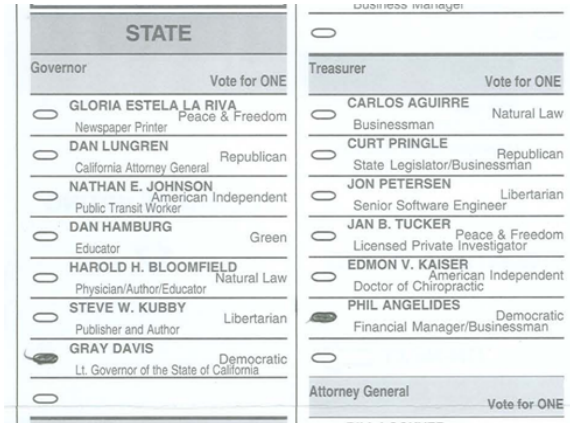 STATE
Governor
Vote for ONE
GLORIA ESTELA LA RIVA
Peace & Freedom
Newspaper Printer
DAN LUNGREN
Republican
California Attorney General
NATHAN E. JOHNSON
American Independent
Public Transit Worker
DAN HAMBURG
Green
Educator
HAROLD H. BLOOMFIELD
Natural Law
Physician/Author/Educator
STEVE W. KUBBY
Libertarian
Publisher and Author
GRAY DAVIS
Democratic
Lt. Governor of the State of California
Business Manager
Treasurer
Vote for ONE
CARLOS AGUIRRE
Natural Law
Businessman
CURT PRINGLE
Republican
State Legislator/Businessman
JON PETERSEN
Libertarian
Senior Software Engineer
JAN B. TUCKER
Peace & Freedom
Licensed Private Investigator
EDMON V. KAISER
American Independent
Doctor of Chiropractic
PHIL ANGELIDES
Democratic
Financial Manager/Businessman
Attorney General
Vote for ONE